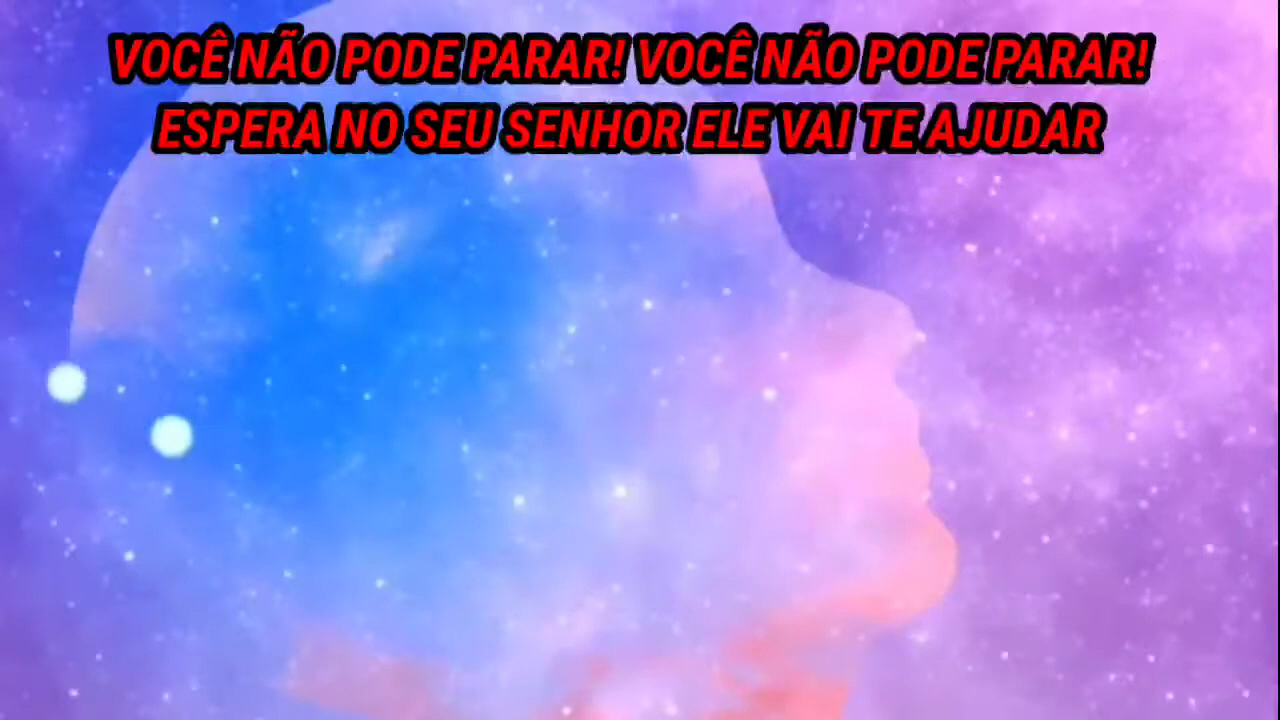 VOCÊ NÃO PODE PARAR! VOCÊ NÃO PODE PARAR!
ESPERA NO SEU SENHOR ELE VAI TE AJUDAR